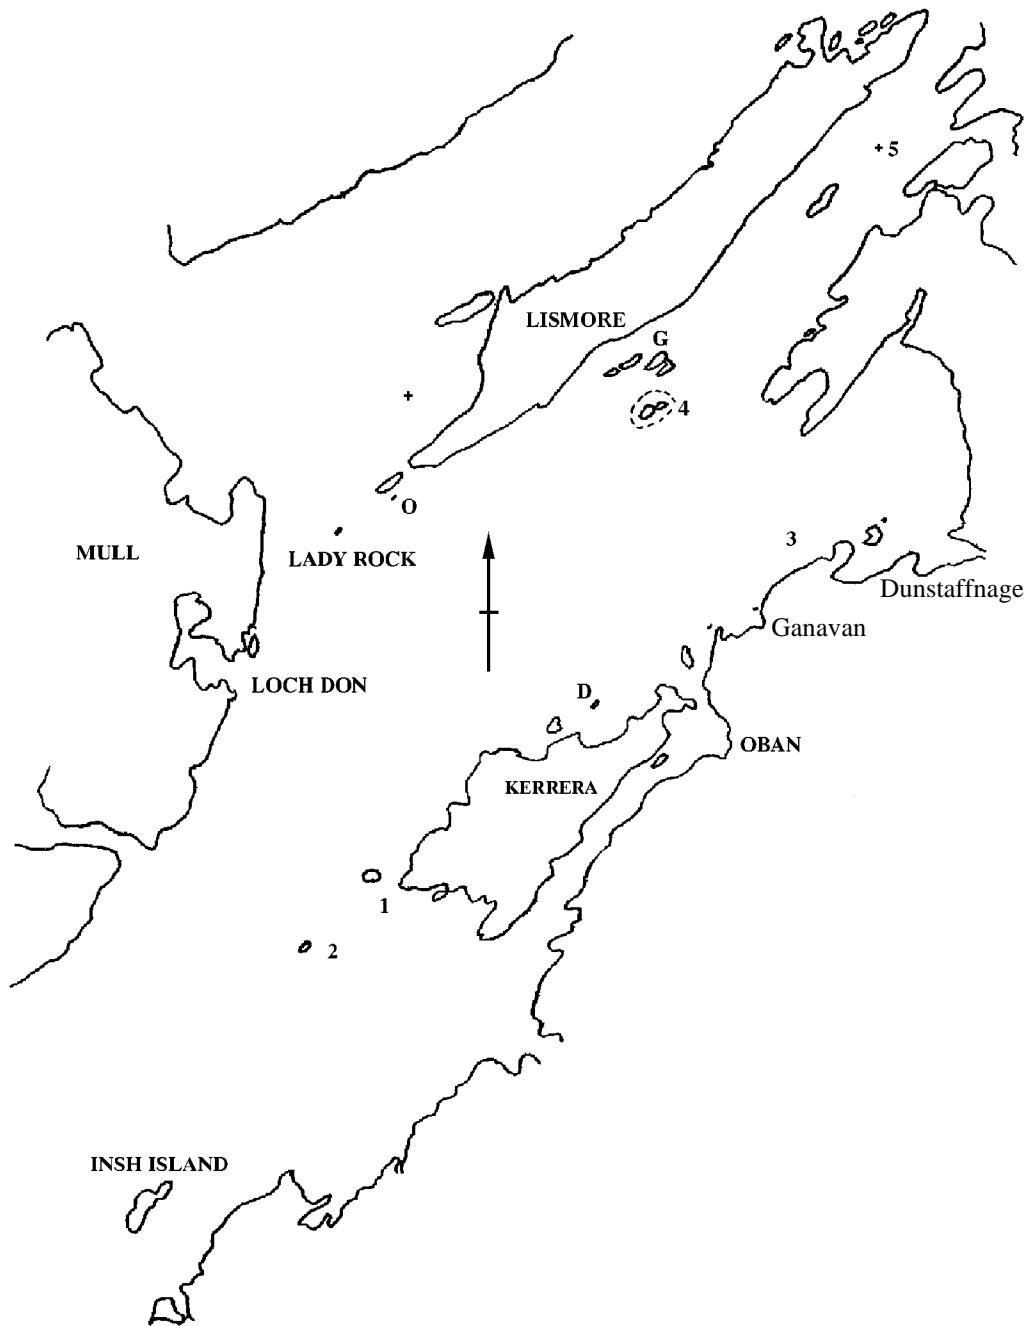 5
LISMORE
G
4
O
3
MULL
LADY ROCK
Dunstaffnage
Ganavan
LOCH DON
D
OBAN
KERRERA
1
2
INSH ISLAND